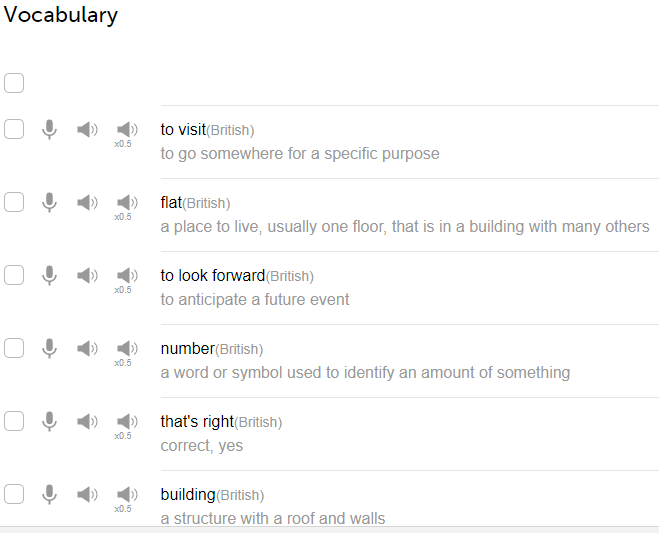 Vocabulary
to visit(British)
x0.5
to go somewhere for a specific purpose
flat(British)
x0.5
a place to live, usually one floor, that is in a building with many others
to look forward(British)
x0.5
to anticipate a future event
number(British)
x0.5
a word or symbol used to identify an amount of something
that's right(British)
x0.5
correct, yes
building(British)
x0.5
a structure with a roof and walls